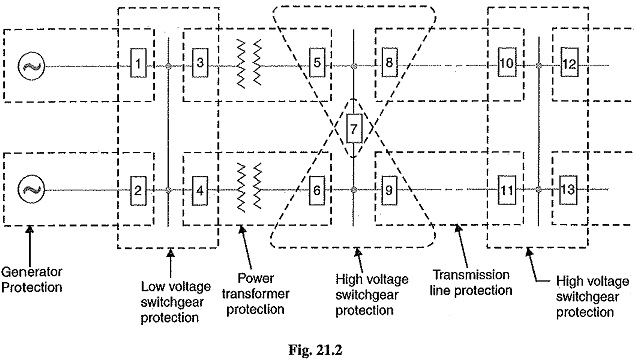 1
3
5
8
10
12
7
2
4
6
9
11
13
Generator
Protection
Low voltage
switchgear
protection
Power
transformer
protection
High voltage
switchgear
protection
Transmission
line protection
High voltage
switchgear
protection
Fig. 21.2